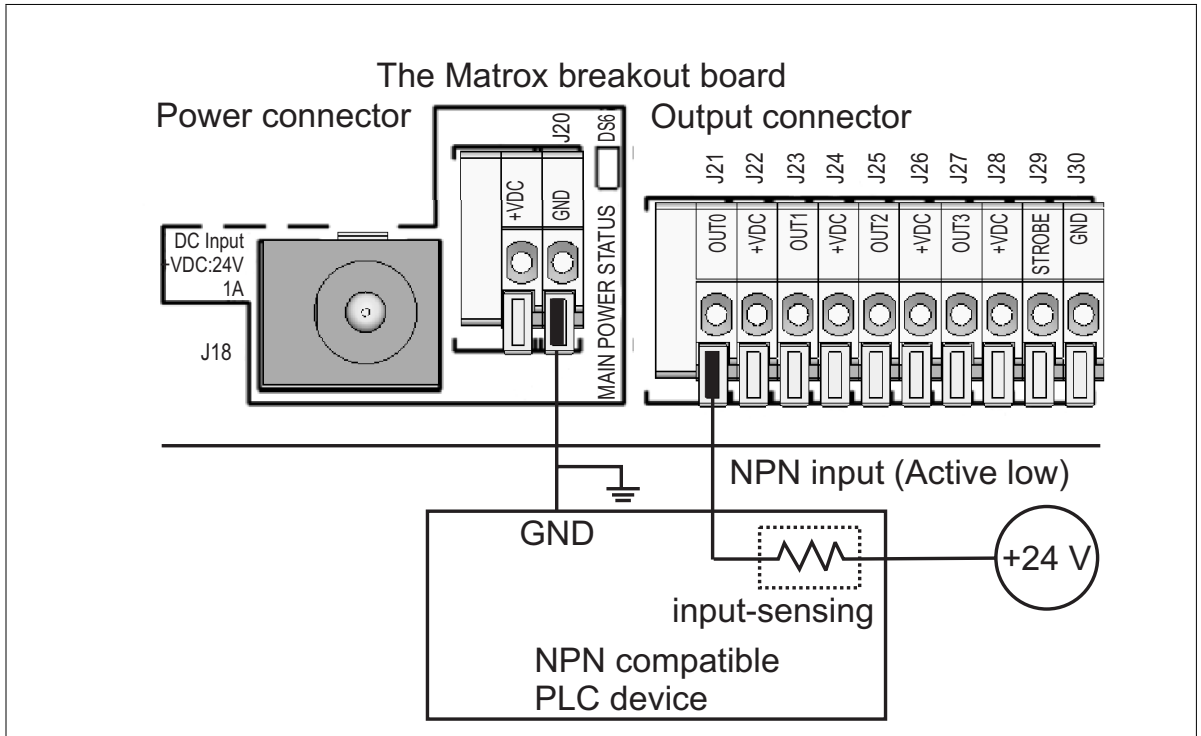 The Matrox breakout board
Power connector
Output connector
J20
DS6
J21
J22
J23
J24
J25
J26
J27
J28
J29
J30
+VDC
GND
OUT0
+VDC
OUT1
+VDC
OUT2
+VDC
OUT3
+VDC
STROBE
GND
MAIN POWER STATUS
DC Input
+VDC:24V
1A
J18
NPN input (Active low)
GND
+24 V
input-sensing
NPN compatible
PLC device